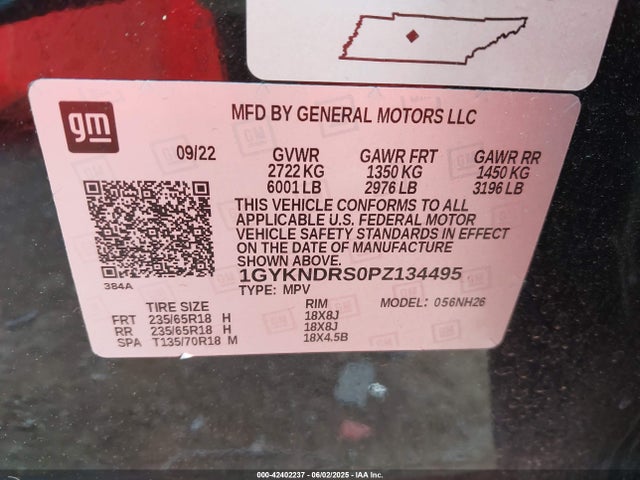 gm
MFD BY GENERAL MOTORS LLC
09/22 GVWR GAWR FRT GAWR RR
2722 KG 1350 KG 1450 KG
6001 LB 2976 LB 3196 LB
THIS VEHICLE CONFORMS TO ALL
APPLICABLE U.S. FEDERAL MOTOR
VEHICLE SAFETY STANDARDS IN EFFECT
ON THE DATE OF MANUFACTURE
SHOWN ABOVE.
384A
1GYKNDRS0PZ134495
TYPE: MPV MODEL: 056NH26
TIRE SIZE RIM
FRT 235/65R18 H 18X8J
RR 235/65R18 H 18X8J
SPA T135/70R18 M 18X4.5B
000-42402237 - 06/02/2025 - IAA Inc.